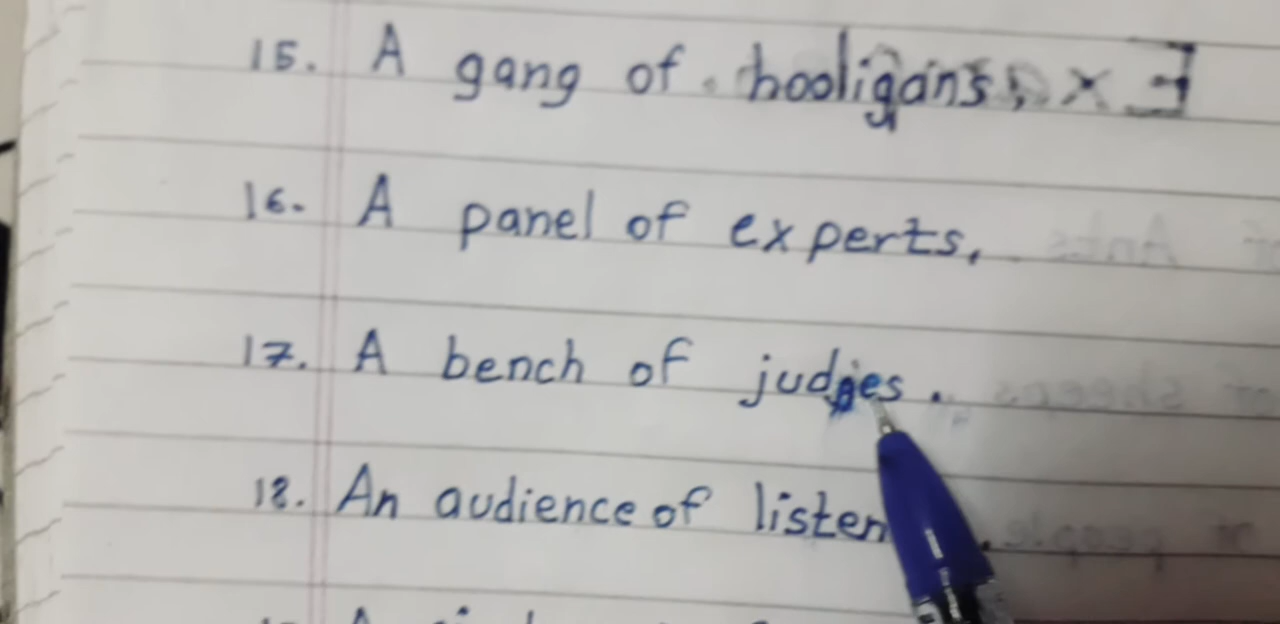 15. A gang of hooligans,
16. A panel of experts,
17. A bench of judges.
18. An audience of listen